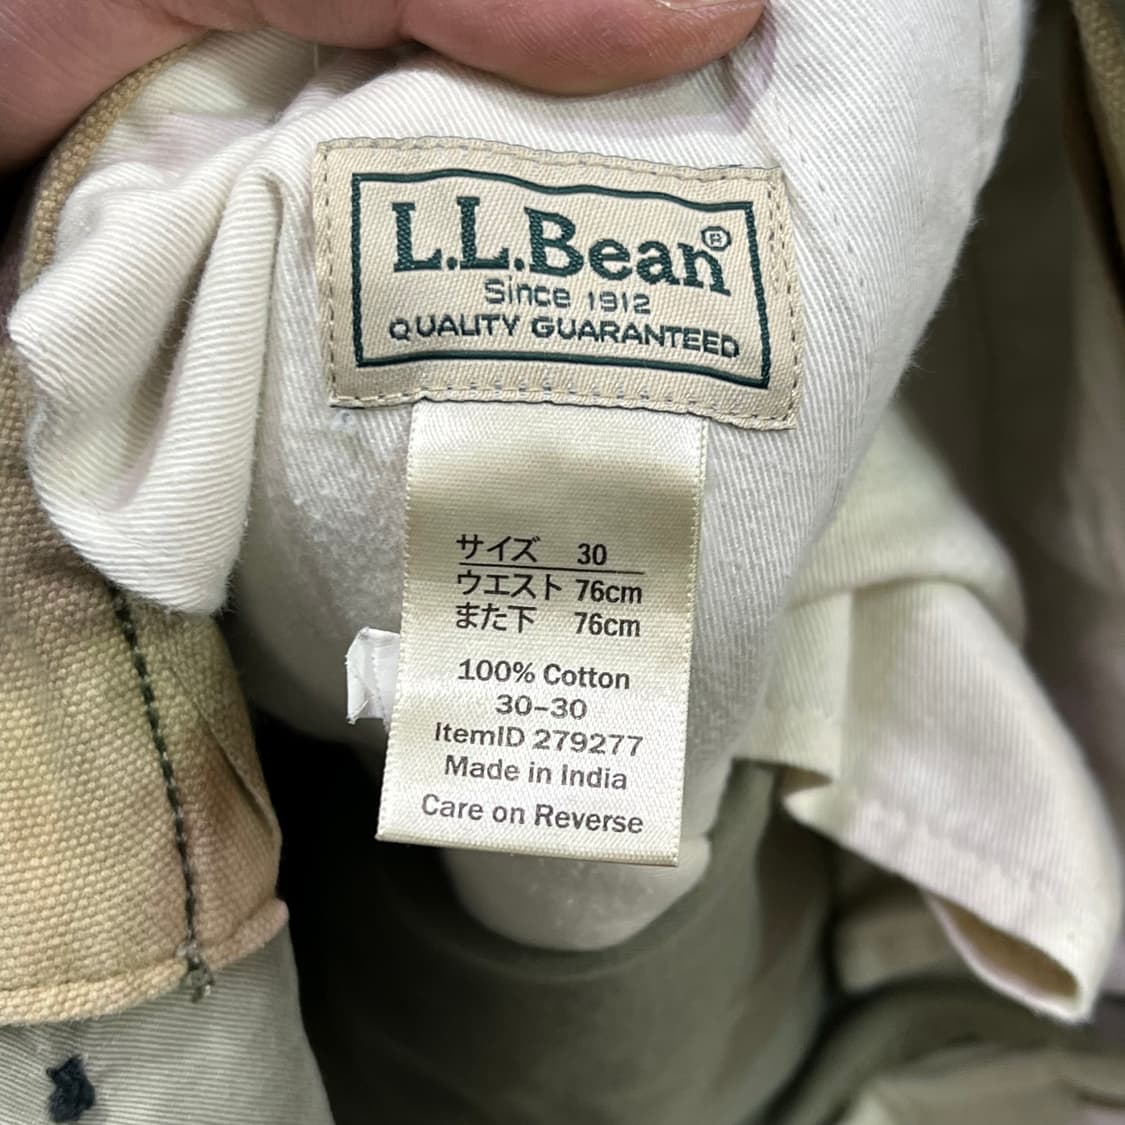 L.L.Bean®
Since 1912
QUALITY GUARANTEED
サイズ 30
ウエスト 76cm
また下 76cm
100% Cotton
30-30
ItemID 279277
Made in India
Care on Reverse